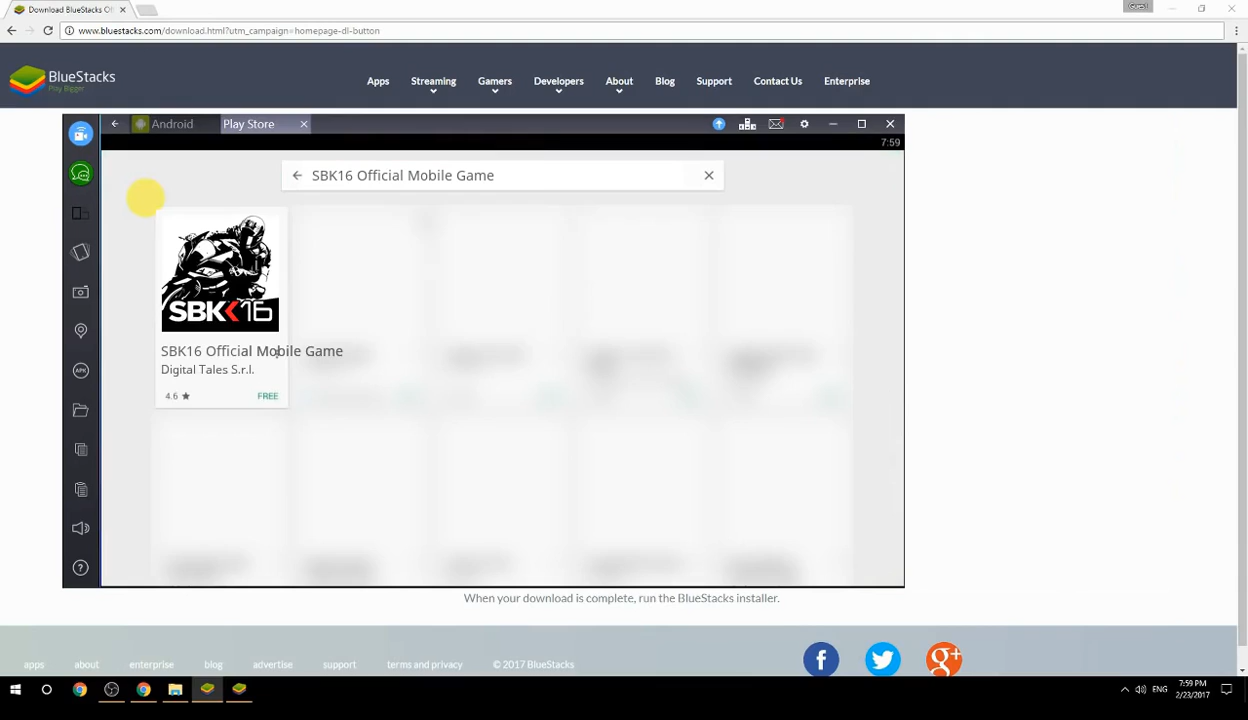 Download BlueStacks Of
Guest
www.bluestacks.com/download.html?utm_campaign=homepage-dl-button
BlueStacks
Play Bigger
Apps
Streaming
Gamers
Developers
About
Blog
Support
Contact Us
Enterprise
Android
Play Store
7:59
SBK16 Official Mobile Game
SBK16
SBK16 Official Mobile Game
Digital Tales S.r.l.
4.6 ★ FREE
APK
When your download is complete, run the BlueStacks installer.
apps
about
enterprise
blog
advertise
support
terms and privacy
© 2017 BlueStacks
ENG
7:59 PM
2/23/2017